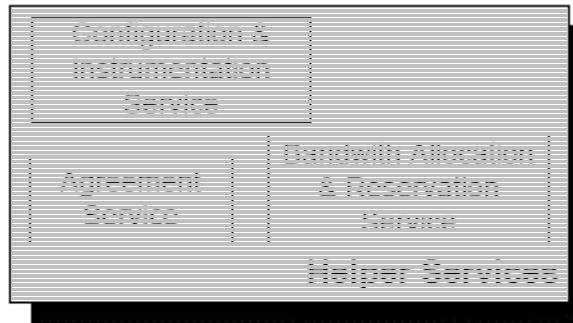 Configuration &
Instrumentation
Service
Bandwith Allocation
& Reservation
Service
Agreement
Service
Helper Services